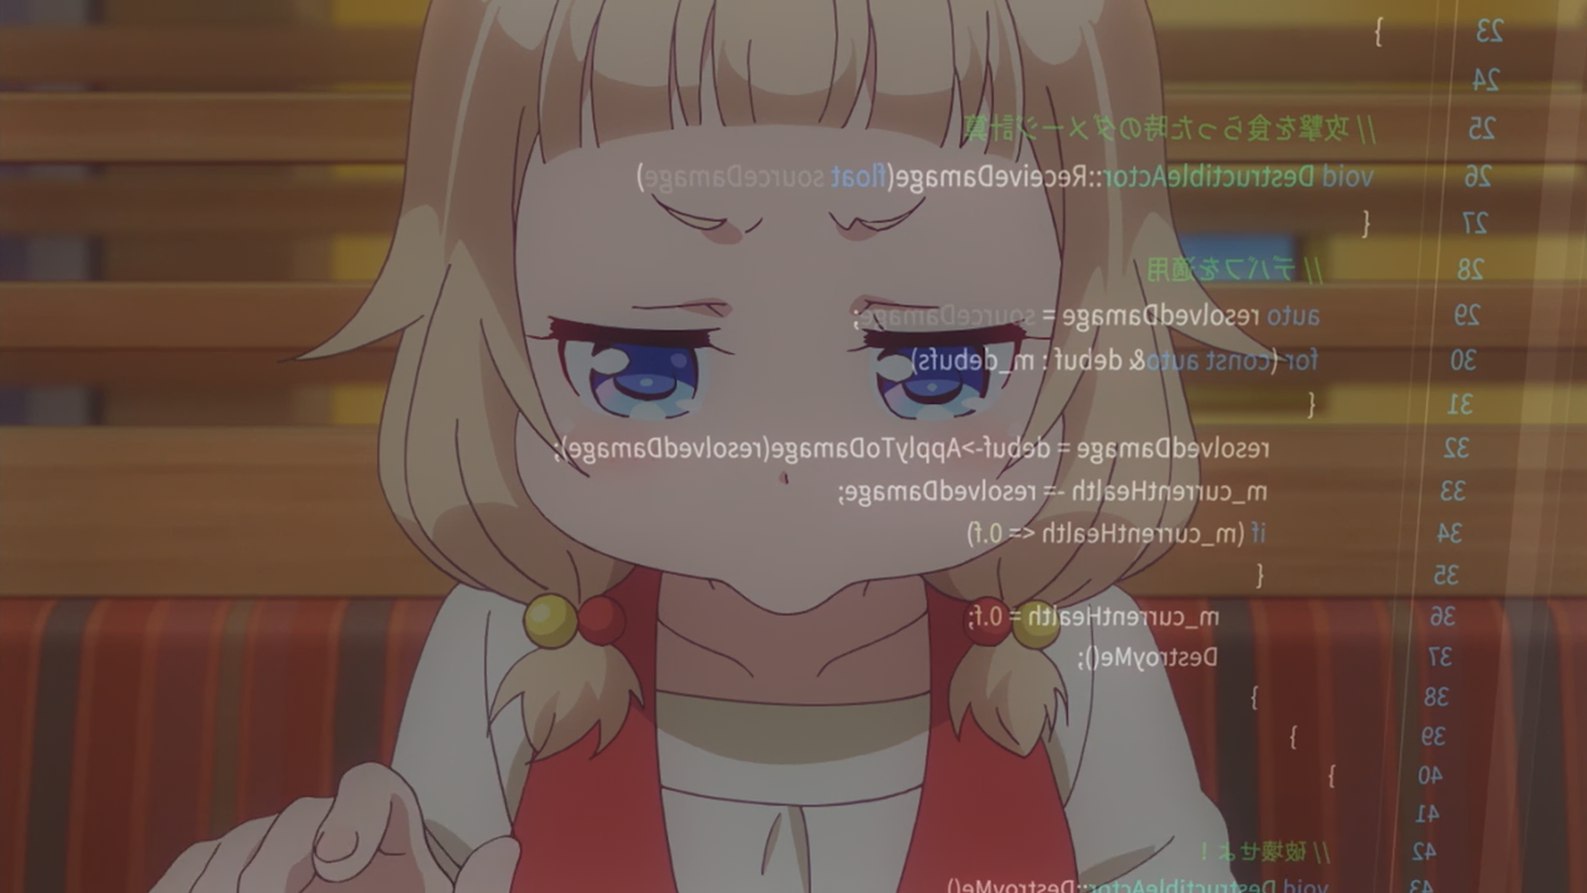 23 }
24
25 // 攻撃を食らった時のダメージ計算
26 void DestructibleActor::ReceiveDamage(float sourceDamage)
27 {
28 // デバフを適用
29 auto resolvedDamage = sourceDamage;
30 for (const auto& debuf : m_debufs)
31 {
32 resolvedDamage = debuf->ApplyToDamage(resolvedDamage);
33 m_currentHealth -= resolvedDamage;
34 if (m_currentHealth <= 0.f)
35 {
36 m_currentHealth = 0.f;
37 DestroyMe();
38 }
39 }
40 }
41
42 // 破壊せよ！
43 void DestructibleActor::DestroyMe()